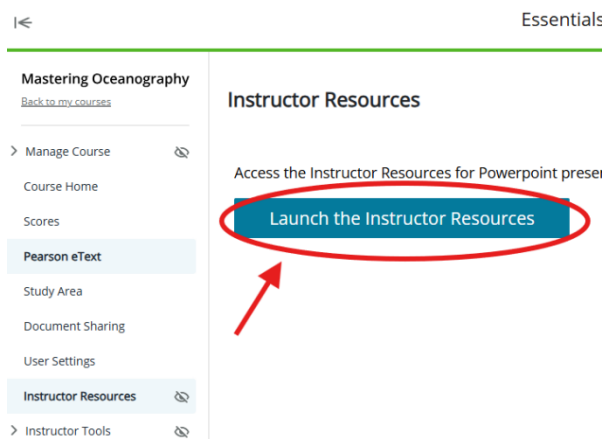 Essentials
Mastering Oceanography
Back to my courses
Manage Course
Course Home
Scores
Pearson eText
Study Area
Document Sharing
User Settings
Instructor Resources
Instructor Tools
Instructor Resources
Access the Instructor Resources for Powerpoint
Launch the Instructor Resources